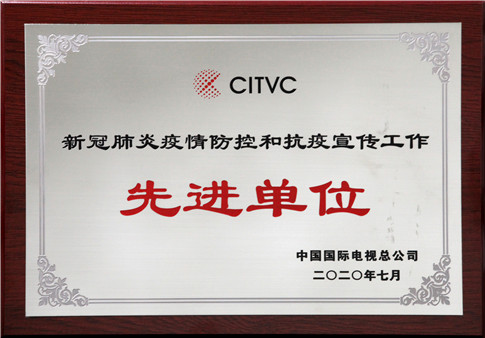 CITVC
新冠肺炎疫情防控和抗疫宣传工作
先进单位
中国国际电视总公司
二〇二〇年七月